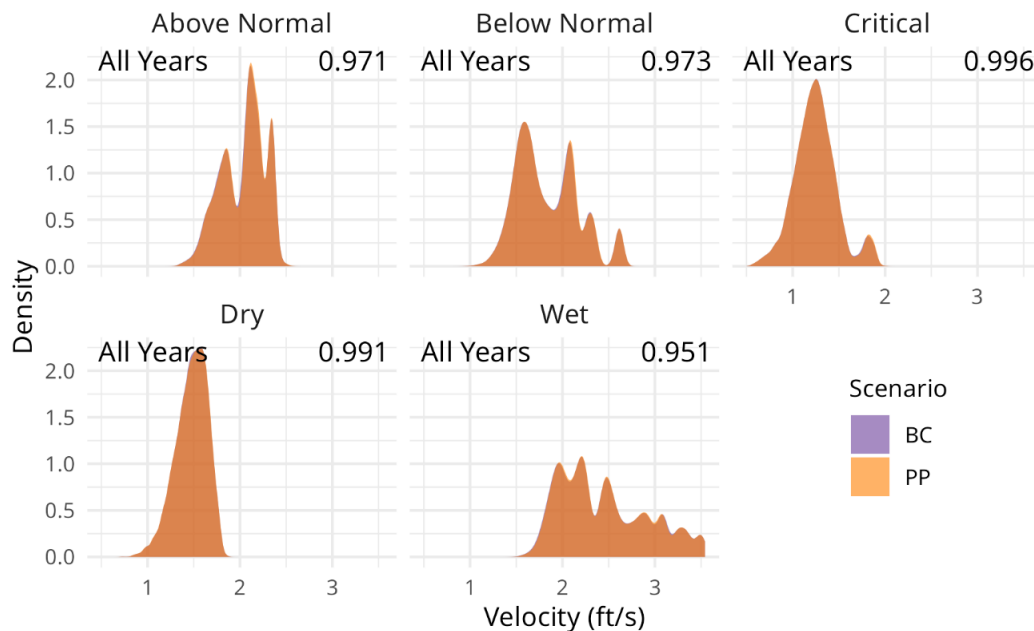 Above Normal
Below Normal
Critical
All Years 0.971
All Years 0.973
All Years 0.996
2.0
1.5
1.0
0.5
0.0
1 2 3
Density
Dry
Wet
All Years 0.991
All Years 0.951
2.0
1.5
1.0
0.5
0.0
1 2 3
1 2 3
Velocity (ft/s)
Scenario
BC
PP